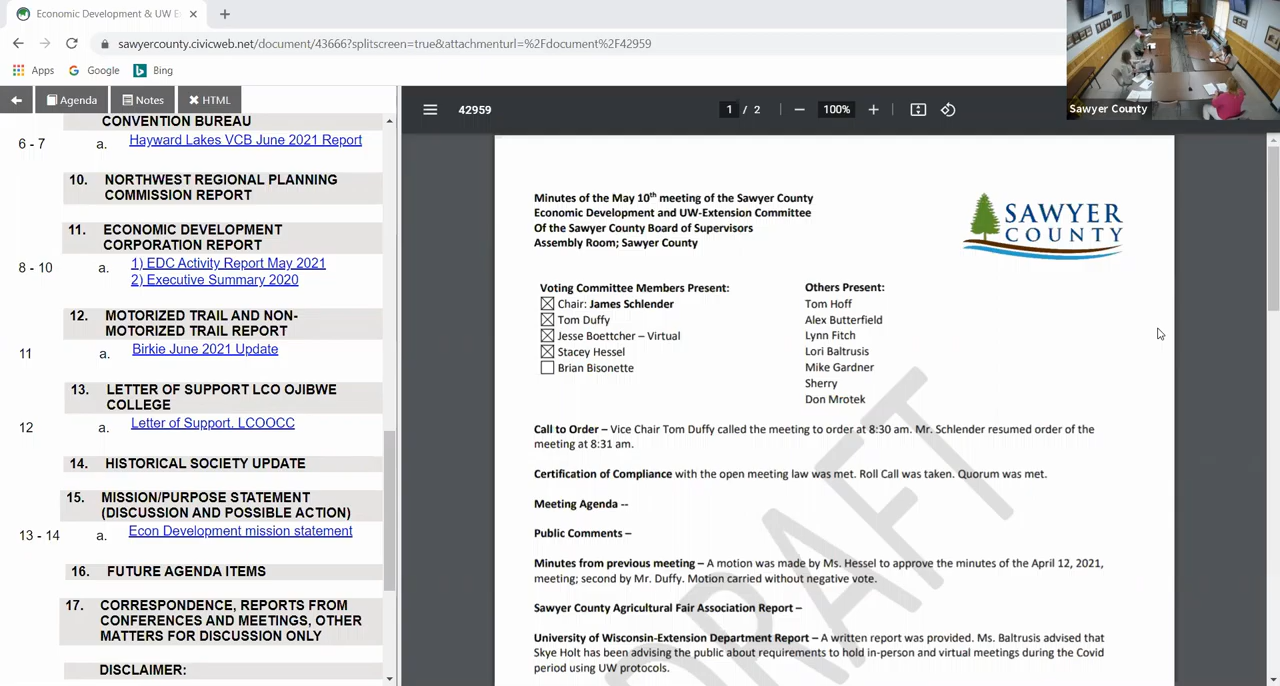 Economic Development & UW E
sawyercounty.civicweb.net/document/43666?splitscreen=true&attachmenturl=%2Fdocument%2F42959
Apps
Google
Bing
Sawyer County
Agenda
Notes
HTML
CONVENTION BUREAU
6 - 7
a.
Hayward Lakes VCB June 2021 Report
10. NORTHWEST REGIONAL PLANNING
COMMISSION REPORT
11. ECONOMIC DEVELOPMENT
CORPORATION REPORT
8 - 10
a.
1) EDC Activity Report May 2021
2) Executive Summary 2020
12. MOTORIZED TRAIL AND NON-
MOTORIZED TRAIL REPORT
11
a.
Birkie June 2021 Update
13. LETTER OF SUPPORT LCO OJIBWE
COLLEGE
12
a.
Letter of Support, LCOOCC
14. HISTORICAL SOCIETY UPDATE
15. MISSION/PURPOSE STATEMENT
(DISCUSSION AND POSSIBLE ACTION)
13 - 14
a.
Econ Development mission statement
16. FUTURE AGENDA ITEMS
17. CORRESPONDENCE, REPORTS FROM
CONFERENCES AND MEETINGS, OTHER
MATTERS FOR DISCUSSION ONLY
DISCLAIMER:
42959
1 / 2
100%
Minutes of the May 10th meeting of the Sawyer County
Economic Development and UW-Extension Committee
Of the Sawyer County Board of Supervisors
Assembly Room; Sawyer County
SAWYER
COUNTY
Voting Committee Members Present:
Chair: James Schlender
Tom Duffy
Jesse Boettcher – Virtual
Stacey Hessel
Brian Bisonette
Others Present:
Tom Hoff
Alex Butterfield
Lynn Fitch
Lori Baltrusis
Mike Gardner
Sherry
Don Mrotek
Call to Order – Vice Chair Tom Duffy called the meeting to order at 8:30 am. Mr. Schlender resumed order of the
meeting at 8:31 am.
Certification of Compliance with the open meeting law was met. Roll Call was taken. Quorum was met.
Meeting Agenda --
Public Comments –
Minutes from previous meeting – A motion was made by Ms. Hessel to approve the minutes of the April 12, 2021,
meeting; second by Mr. Duffy. Motion carried without negative vote.
Sawyer County Agricultural Fair Association Report –
University of Wisconsin-Extension Department Report – A written report was provided. Ms. Baltrusis advised that
Skye Holt has been advising the public about requirements to hold in-person and virtual meetings during the Covid
period using UW protocols.
DRAFT